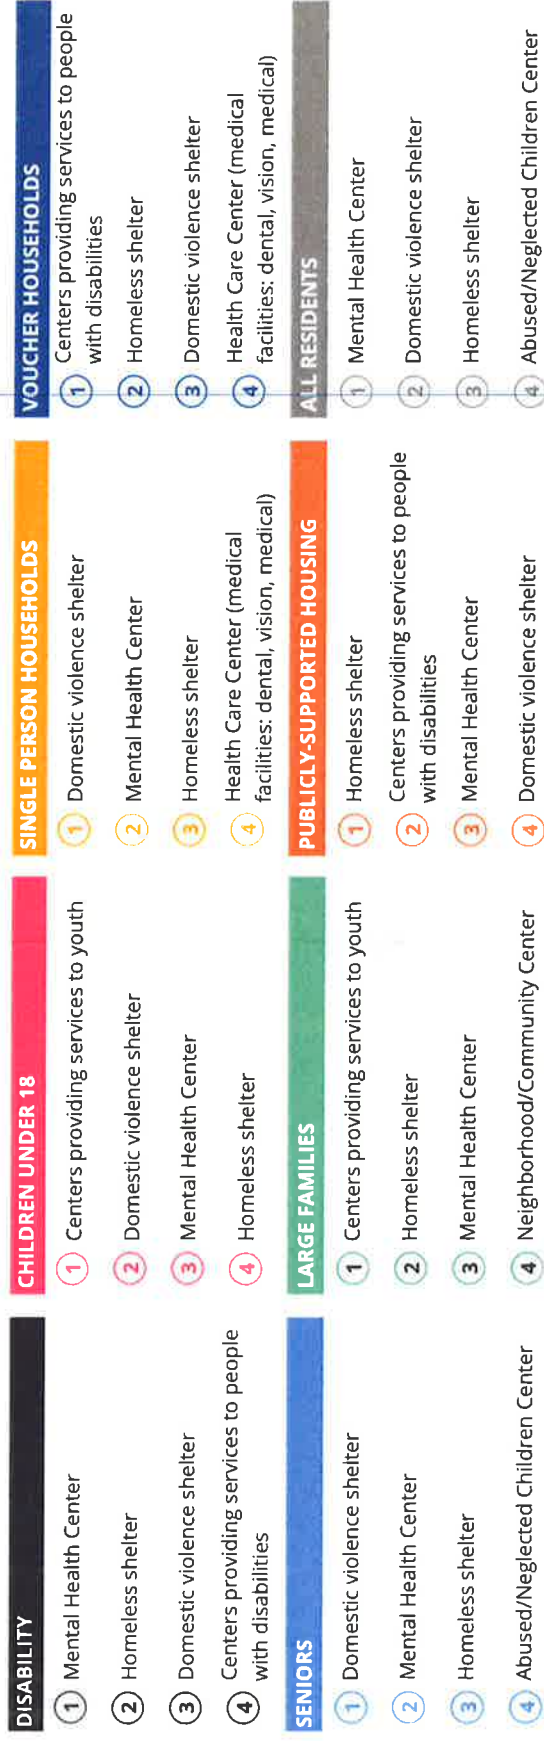 DISABILITY
1 Mental Health Center
2 Homeless shelter
3 Domestic violence shelter
4 Centers providing services to people
with disabilities
CHILDREN UNDER 18
1 Centers providing services to youth
2 Domestic violence shelter
3 Mental Health Center
4 Homeless shelter
SINGLE PERSON HOUSEHOLDS
1 Domestic violence shelter
2 Mental Health Center
3 Homeless shelter
4 Health Care Center (medical
facilities: dental, vision, medical)
VOUCHER HOUSEHOLDS
1 Centers providing services to people
with disabilities
2 Homeless shelter
3 Domestic violence shelter
4 Health Care Center (medical
facilities: dental, vision, medical)
SENIORS
1 Domestic violence shelter
2 Mental Health Center
3 Homeless shelter
4 Abused/Neglected Children Center
LARGE FAMILIES
1 Centers providing services to youth
2 Homeless shelter
3 Mental Health Center
4 Neighborhood/Community Center
PUBLICLY-SUPPORTED HOUSING
1 Homeless shelter
2 Centers providing services to people
with disabilities
3 Mental Health Center
4 Domestic violence shelter
ALL RESIDENTS
1 Mental Health Center
2 Domestic violence shelter
3 Homeless shelter
4 Abused/Neglected Children Center